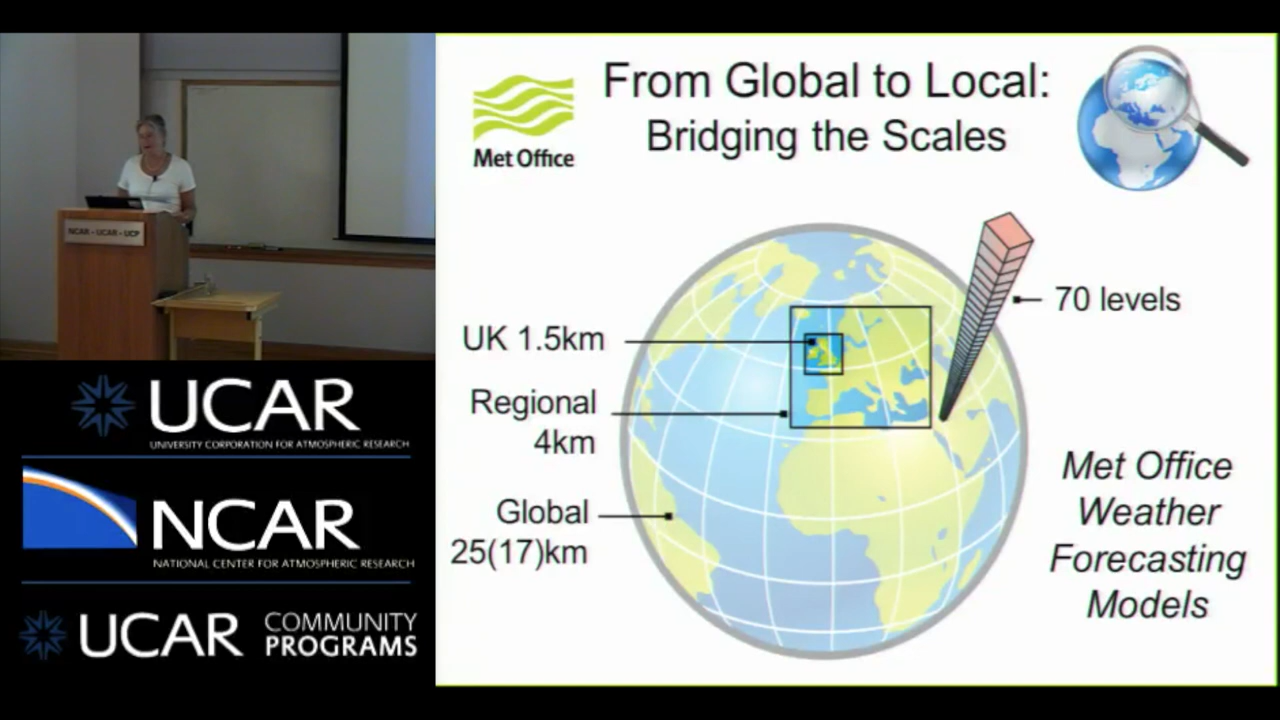 NCAR • UCAR • UCP
UCAR
UNIVERSITY CORPORATION FOR ATMOSPHERIC RESEARCH
NCAR
NATIONAL CENTER FOR ATMOSPHERIC RESEARCH
UCAR COMMUNITY
PROGRAMS
Met Office
From Global to Local:
Bridging the Scales
UK 1.5km
Regional
4km
Global
25(17)km
70 levels
Met Office
Weather
Forecasting
Models